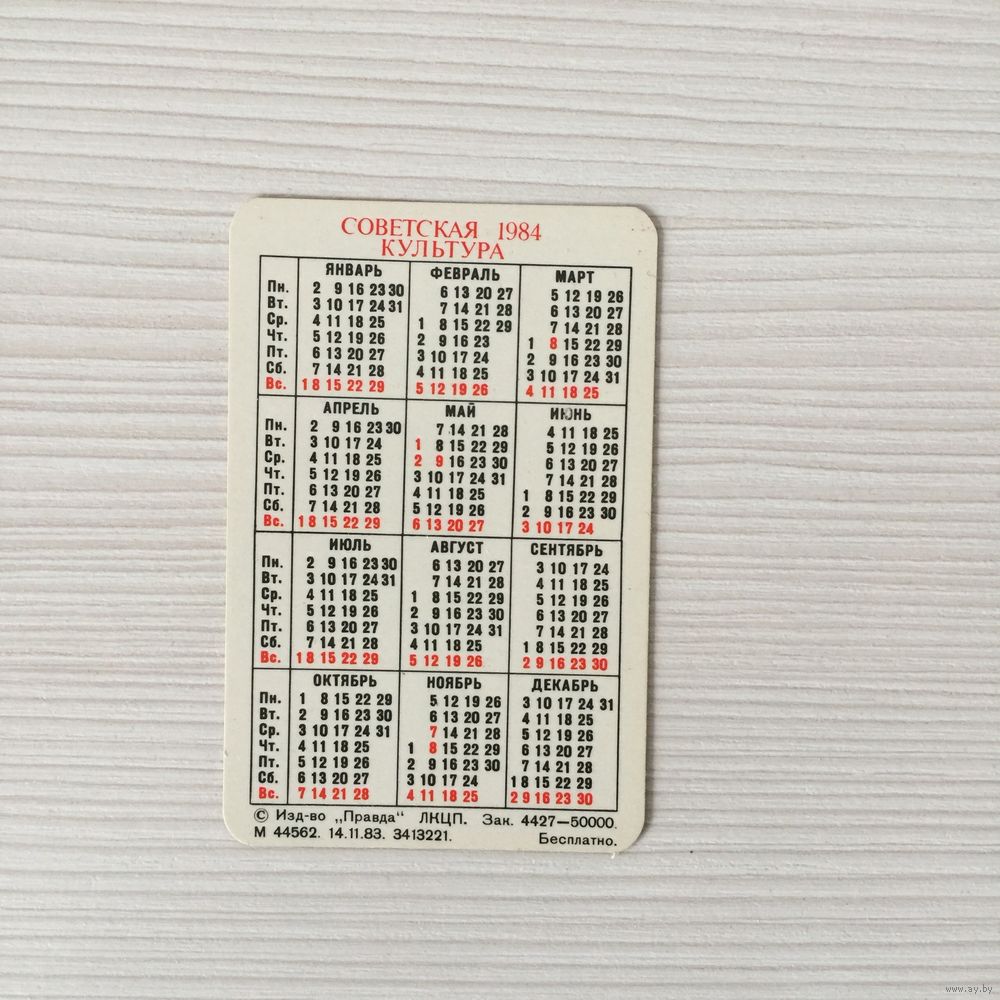 СОВЕТСКАЯ 1984
КУЛЬТУРА
ЯНВАРЬ ФЕВРАЛЬ МАРТ
Пн. 2 9 16 23 30 6 13 20 27 5 12 19 26
Вт. 3 10 17 24 31 7 14 21 28 6 13 20 27
Ср. 4 11 18 25 1 8 15 22 29 7 14 21 28
Чт. 5 12 19 26 2 9 16 23 1 8 15 22 29
Пт. 6 13 20 27 3 10 17 24 2 9 16 23 30
Сб. 7 14 21 28 4 11 18 25 3 10 17 24 31
Вс. 1 8 15 22 29 5 12 19 26 4 11 18 25
АПРЕЛЬ МАЙ ИЮНЬ
Пн. 2 9 16 23 30 7 14 21 28 4 11 18 25
Вт. 3 10 17 24 1 8 15 22 29 5 12 19 26
Ср. 4 11 18 25 2 9 16 23 30 6 13 20 27
Чт. 5 12 19 26 3 10 17 24 31 7 14 21 28
Пт. 6 13 20 27 4 11 18 25 1 8 15 22 29
Сб. 7 14 21 28 5 12 19 26 2 9 16 23 30
Вс. 1 8 15 22 29 6 13 20 27 3 10 17 24
ИЮЛЬ АВГУСТ СЕНТЯБРЬ
Пн. 2 9 16 23 30 6 13 20 27 3 10 17 24
Вт. 3 10 17 24 31 7 14 21 28 4 11 18 25
Ср. 4 11 18 25 1 8 15 22 29 5 12 19 26
Чт. 5 12 19 26 2 9 16 23 30 6 13 20 27
Пт. 6 13 20 27 3 10 17 24 31 7 14 21 28
Сб. 7 14 21 28 4 11 18 25 1 8 15 22 29
Вс. 1 8 15 22 29 5 12 19 26 2 9 16 23 30
ОКТЯБРЬ НОЯБРЬ ДЕКАБРЬ
Пн. 1 8 15 22 29 5 12 19 26 3 10 17 24 31
Вт. 2 9 16 23 30 6 13 20 27 4 11 18 25
Ср. 3 10 17 24 31 7 14 21 28 5 12 19 26
Чт. 4 11 18 25 1 8 15 22 29 6 13 20 27
Пт. 5 12 19 26 2 9 16 23 30 7 14 21 28
Сб. 6 13 20 27 3 10 17 24 1 8 15 22 29
Вс. 7 14 21 28 4 11 18 25 2 9 16 23 30
© Изд-во „Правда“ ЛКЦП. Зак. 4427—50000.
М 44562. 14.11.83. 3413221. Бесплатно.
www.ay.by